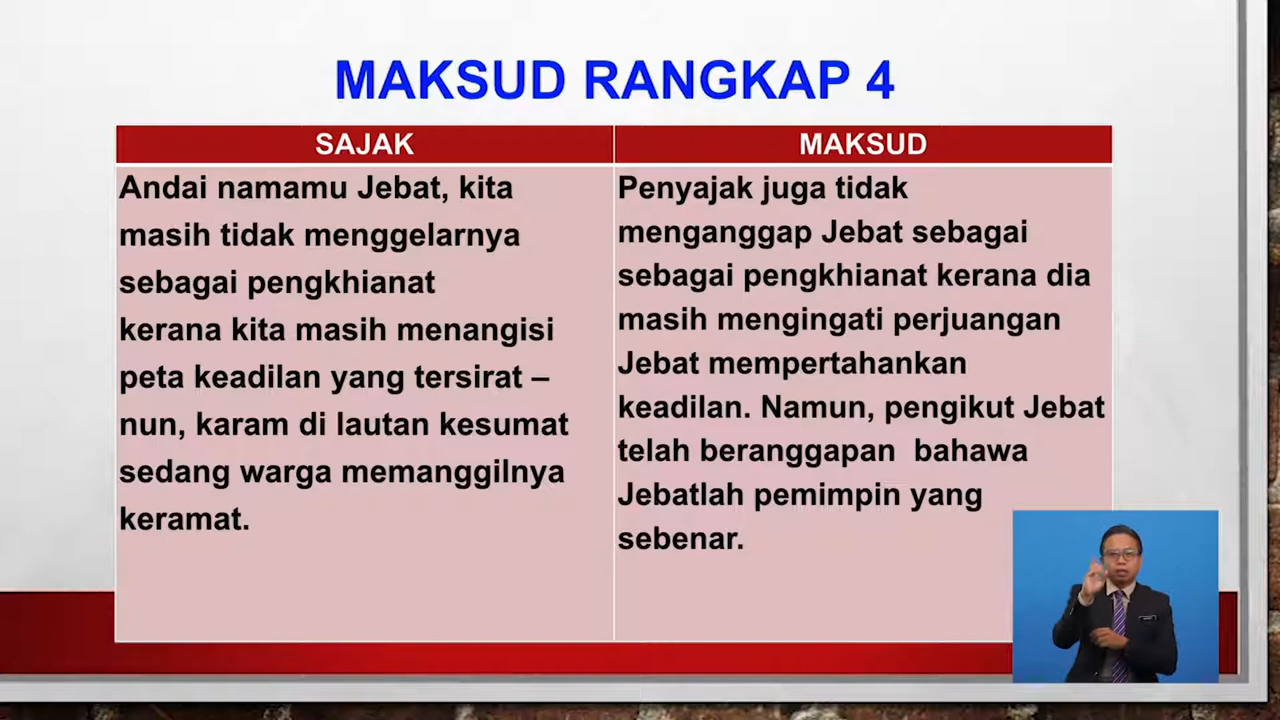 MAKSUD RANGKAP 4
SAJAK
Andai namamu Jebat, kita
masih tidak menggelarnya
sebagai pengkhianat
kerana kita masih menangisi
peta keadilan yang tersirat –
nun, karam di lautan kesumat
sedang warga memanggilnya
keramat.
MAKSUD
Penyajak juga tidak
menganggap Jebat sebagai
sebagai pengkhianat kerana dia
masih mengingati perjuangan
Jebat mempertahankan
keadilan. Namun, pengikut Jebat
telah beranggapan  bahawa
Jebatlah pemimpin yang
sebenar.